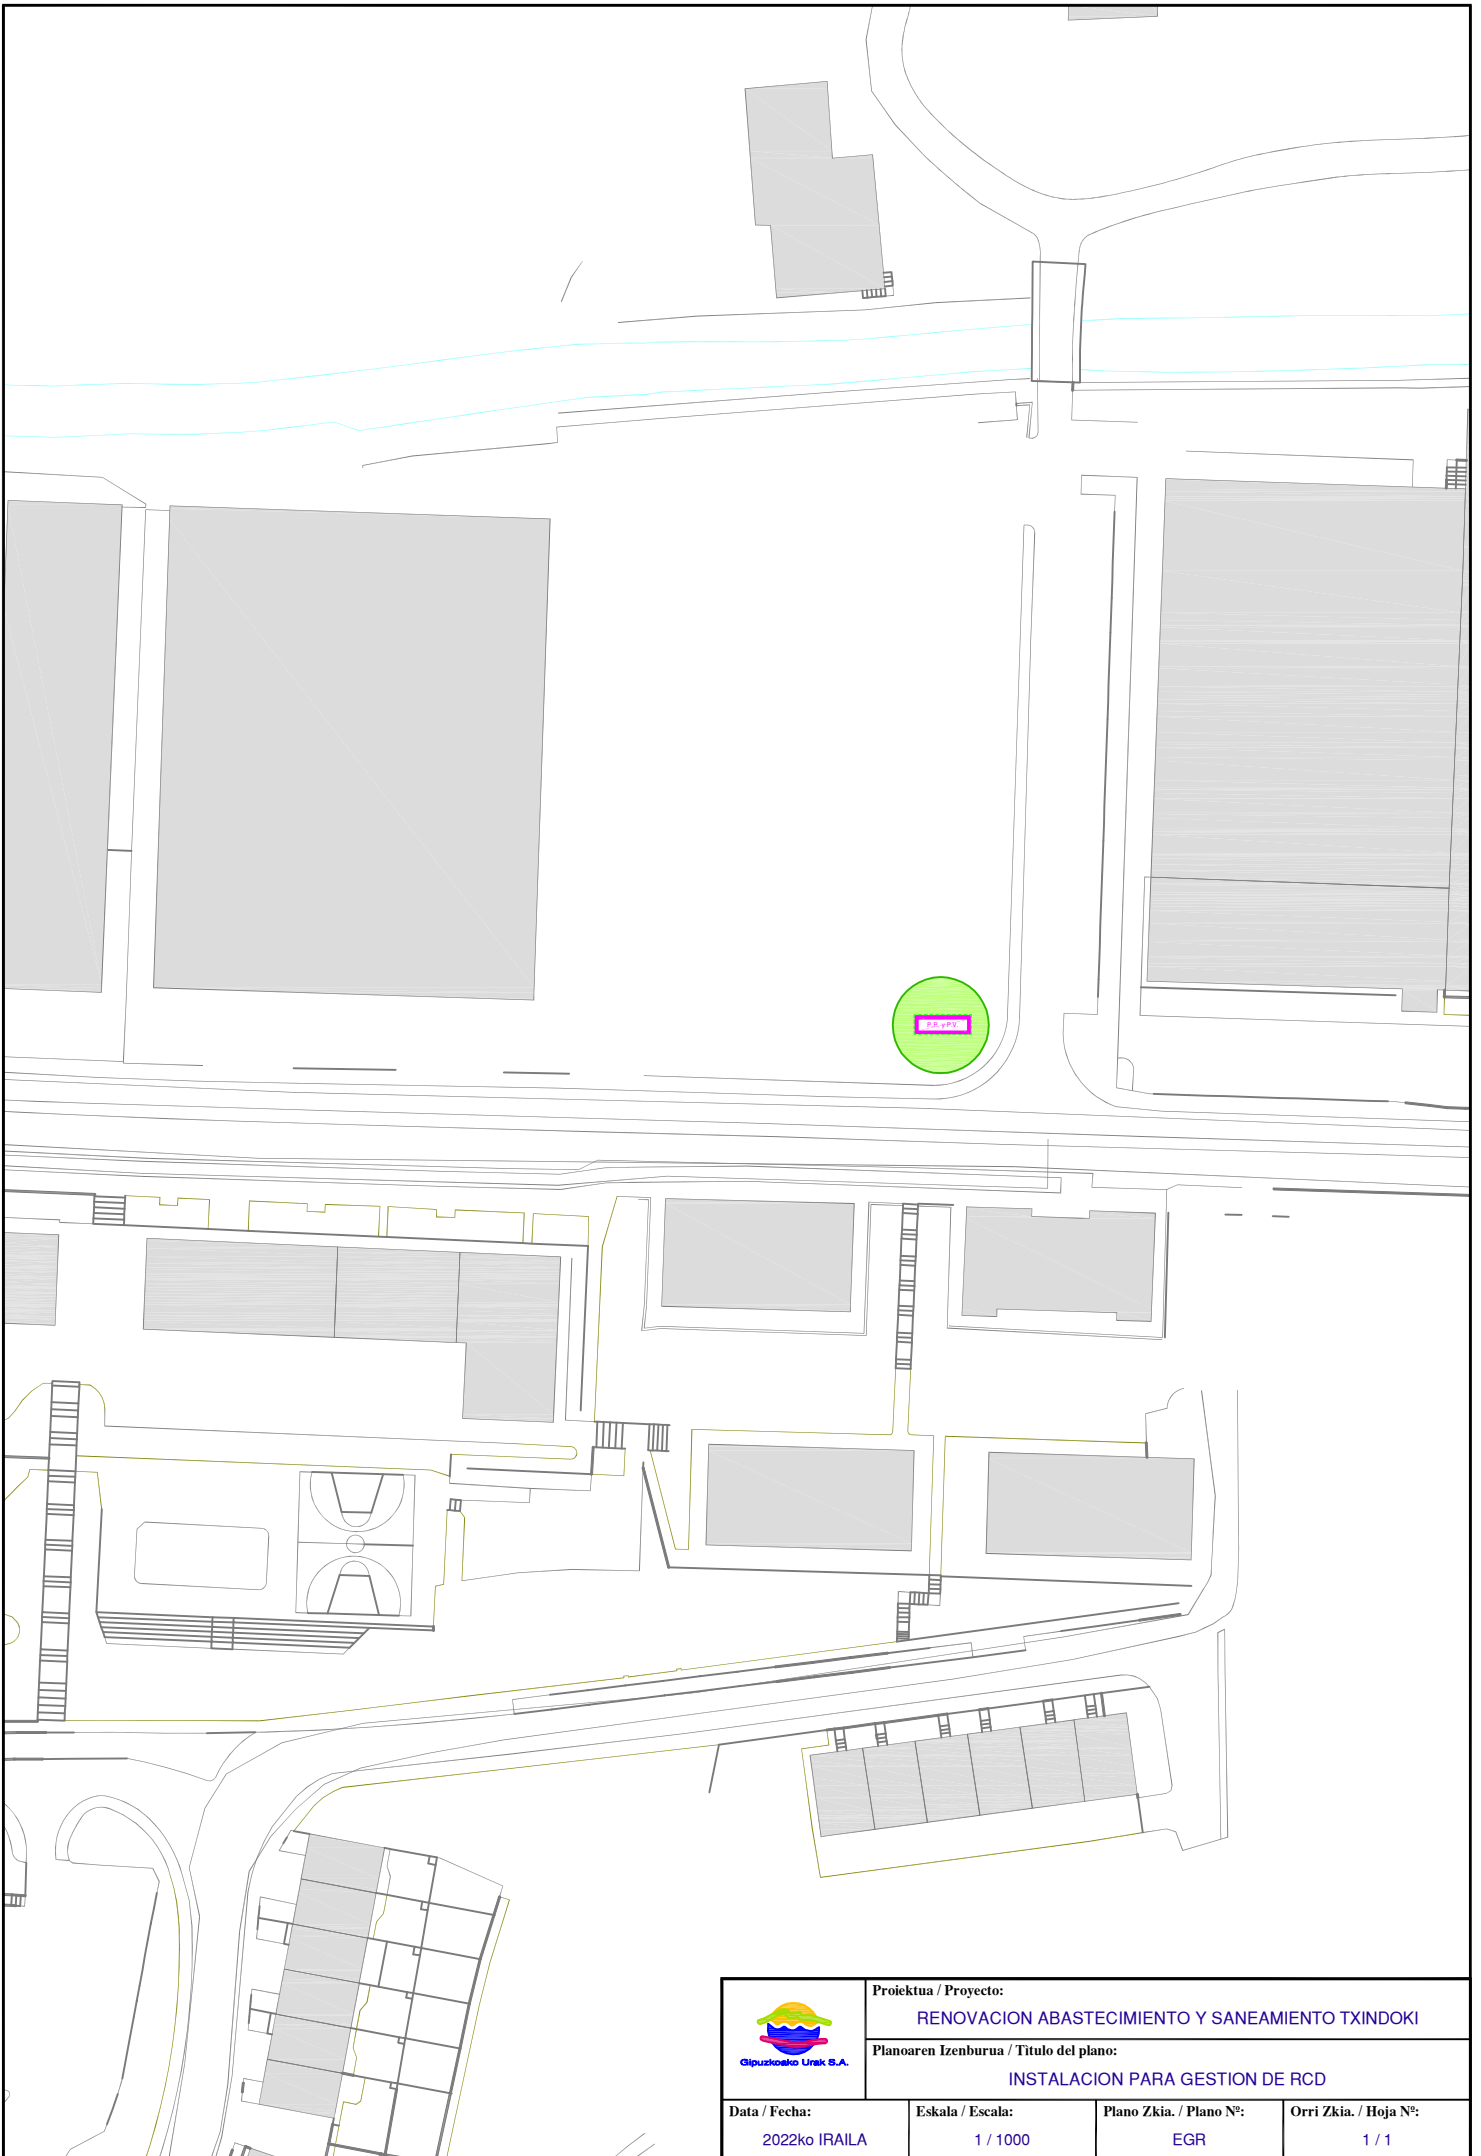 P.R. y P.V.
Proiektua / Proyecto:
RENOVACION ABASTECIMIENTO Y SANEAMIENTO TXINDOKI
Gipuzkoako Urak S.A.
Planoaren Izenburua / Titulo del plano:
INSTALACION PARA GESTION DE RCD
Data / Fecha:
2022ko IRAILA
Eskala / Escala:
1 / 1000
Plano Zkia. / Plano Nº:
EGR
Orri Zkia. / Hoja Nº:
1 / 1